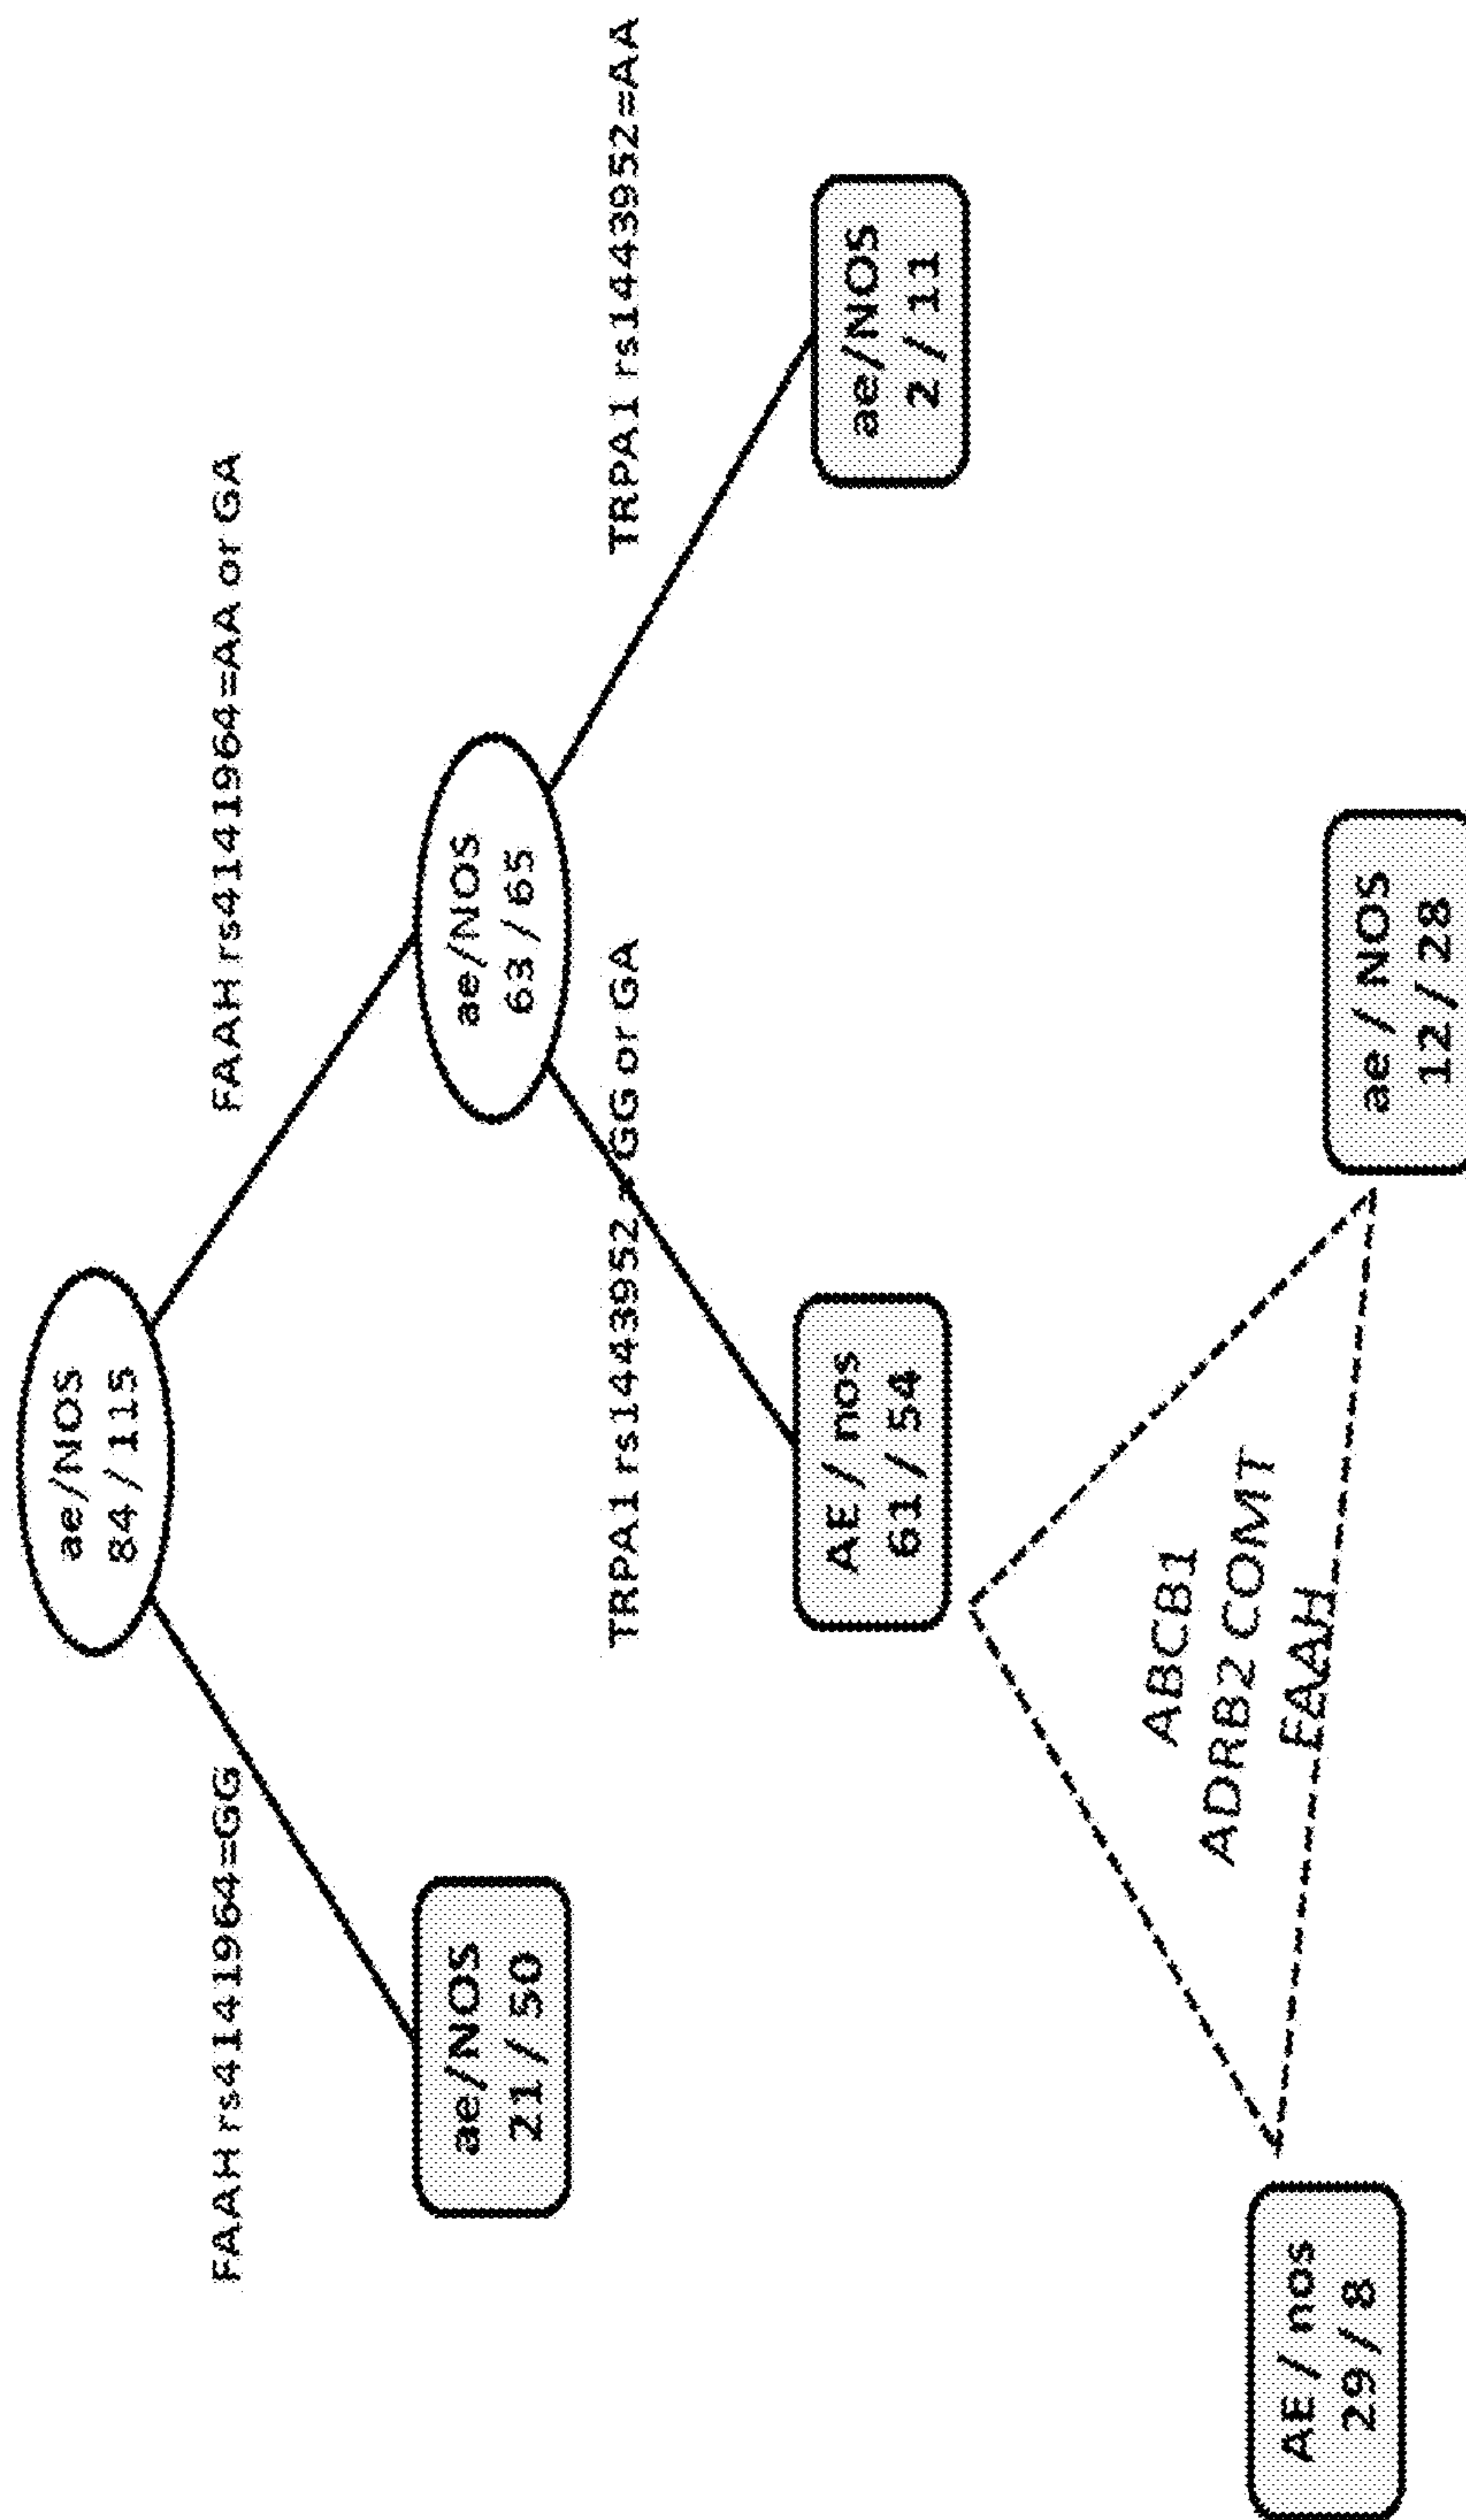 ae/NOS
84 / 115
FAAH rs4141964=GG
FAAH rs4141964=AA or GA
ae/NOS
21 / 50
ae/NOS
63 / 65
TRPA1 rs1443952 = GG or GA
TRPA1 rs1443952=AA
AE / nos
61 / 54
ae/NOS
2 / 11
ABCB1
ADRB2 COMT
FAAH
AE / nos
29 / 8
ae / NOS
12 / 28